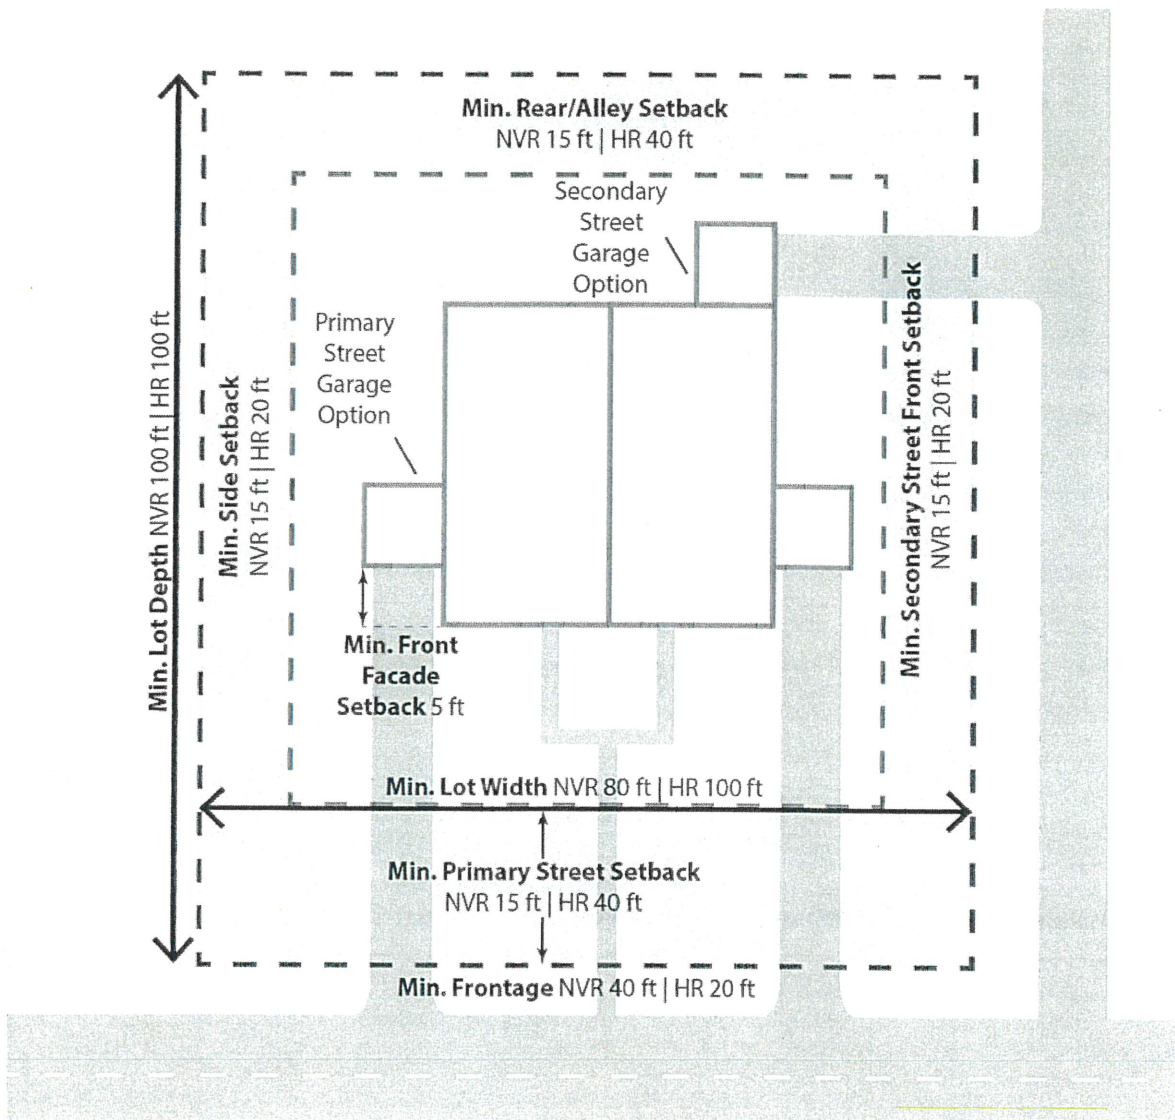 Min. Rear/Alley Setback
NVR 15 ft | HR 40 ft
Secondary
Street
Garage
Option
Primary
Street
Garage
Option
Min. Lot Depth NVR 100 ft | HR 100 ft
Min. Side Setback
NVR 15 ft | HR 20 ft
Min. Secondary Street Front Setback
NVR 15 ft | HR 20 ft
Min. Front
Facade
Setback 5 ft
Min. Lot Width NVR 80 ft | HR 100 ft
Min. Primary Street Setback
NVR 15 ft | HR 40 ft
Min. Frontage NVR 40 ft | HR 20 ft